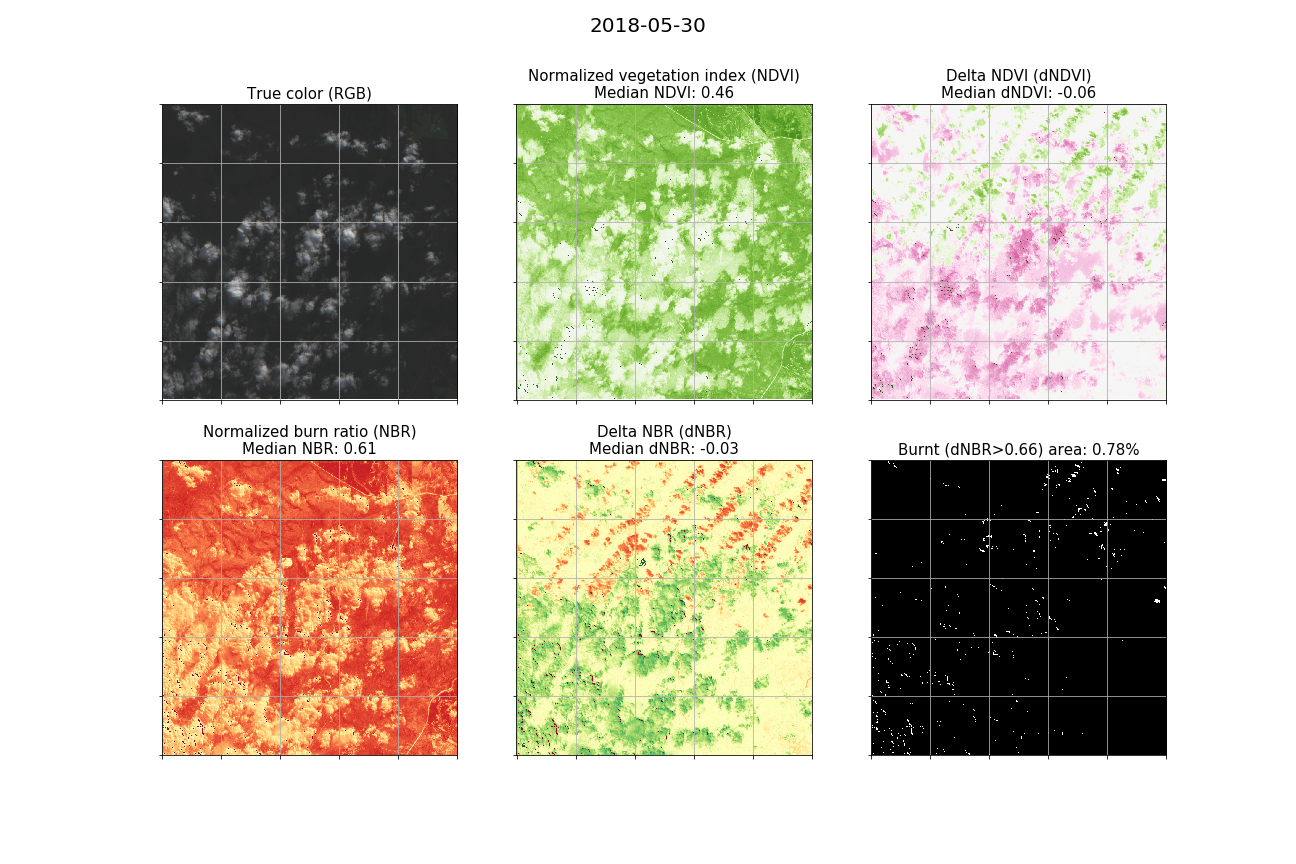 2018-05-30
True color (RGB)
Normalized vegetation index (NDVI)
Median NDVI: 0.46
Delta NDVI (dNDVI)
Median dNDVI: -0.06
Normalized burn ratio (NBR)
Median NBR: 0.61
Delta NBR (dNBR)
Median dNBR: -0.03
Burnt (dNBR>0.66) area: 0.78%